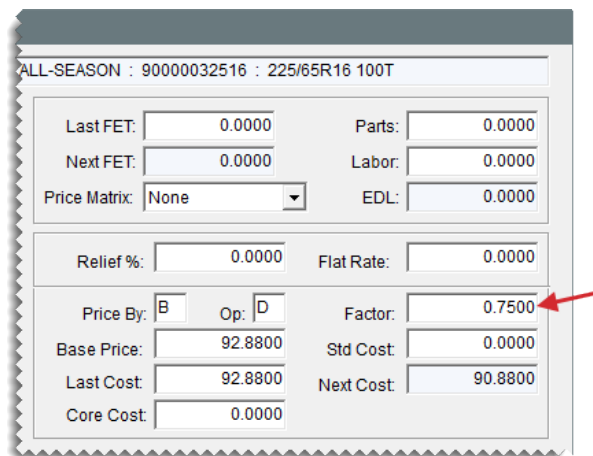 ALL-SEASON : 90000032516 : 225/65R16 100T
Last FET: 0.0000 Parts: 0.0000
Next FET: 0.0000 Labor: 0.0000
Price Matrix: None EDL: 0.0000
Relief %: 0.0000 Flat Rate: 0.0000
Price By: B Op: D Factor: 0.7500
Base Price: 92.8800 Std Cost: 0.0000
Last Cost: 92.8800 Next Cost: 90.8800
Core Cost: 0.0000